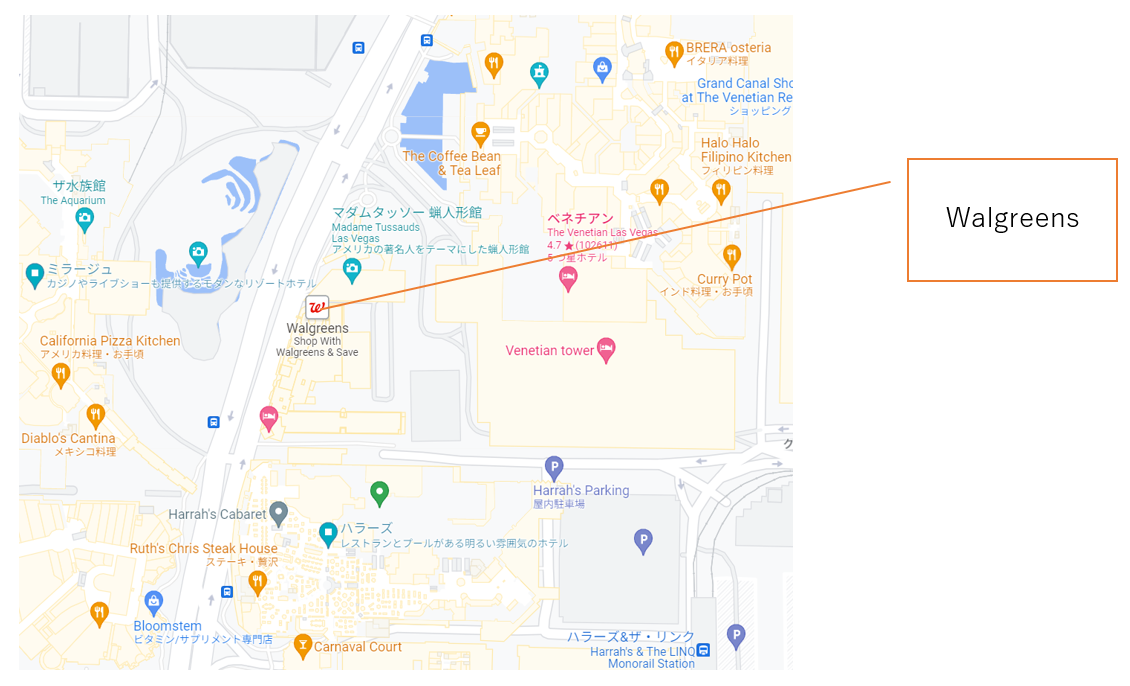 BRERA osteria
イタリア料理
Grand Canal Sho
at The Venetian Re
ショッピング
The Coffee Bean
& Tea Leaf
Halo Halo
Filipino Kitchen
フィリピン料理
ザ水族館
The Aquarium
マダムタッソー 蝋人形館
Madame Tussauds
Las Vegas
アメリカの著名人をテーマにした蝋人形館
ベネチアン
The Venetian Las Vegas
4.7 ★ (102611)
5 つ星ホテル
Walgreens
ミラージュ
カジノやライブショーも提供するモダンなリゾートホテル
Curry Pot
インド料理・お手頃
Walgreens
Shop With
Walgreens & Save
California Pizza Kitchen
アメリカ料理・お手頃
Venetian tower
Diablo's Cantina
メキシコ料理
ク
P
Harrah's Parking
屋内駐車場
Harrah's Cabaret
ハラーズ
レストランとプールがある明るい雰囲気のホテル
P
Ruth's Chris Steak House
ステーキ・贅沢
Bloomstem
ビタミン/サプリメント専門店
Carnaval Court
P
ハラーズ&ザ・リンク
Harrah's & The LINQ
Monorail Station